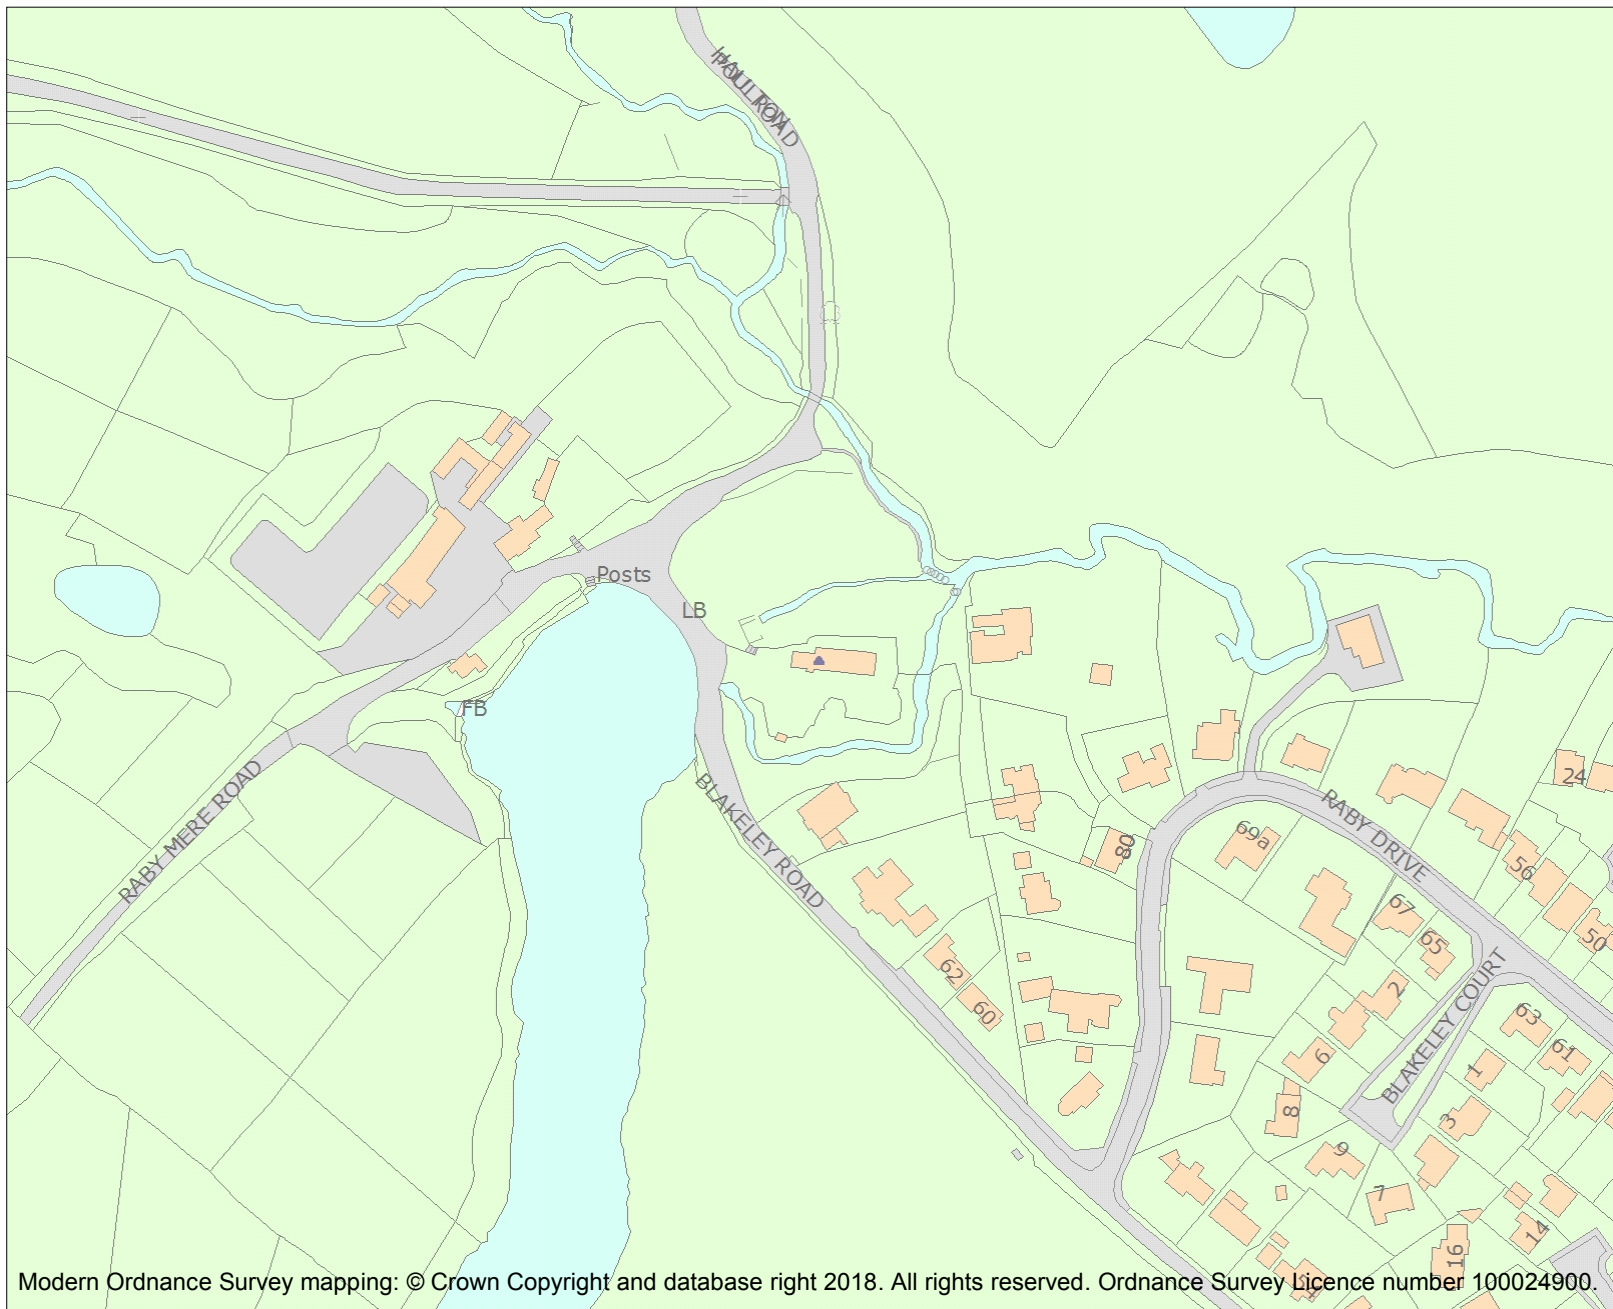 POULTON ROAD
Posts
LB
FB
RABY MERE ROAD
BLAKELEY ROAD
24
RABY DRIVE
69a
80
56
67
50
65
62
BLAKELEY COURT
2
60
63
61
6
1
8
3
9
7
14
16
Modern Ordnance Survey mapping: © Crown Copyright and database right 2018. All rights reserved. Ordnance Survey Licence number 100024900.